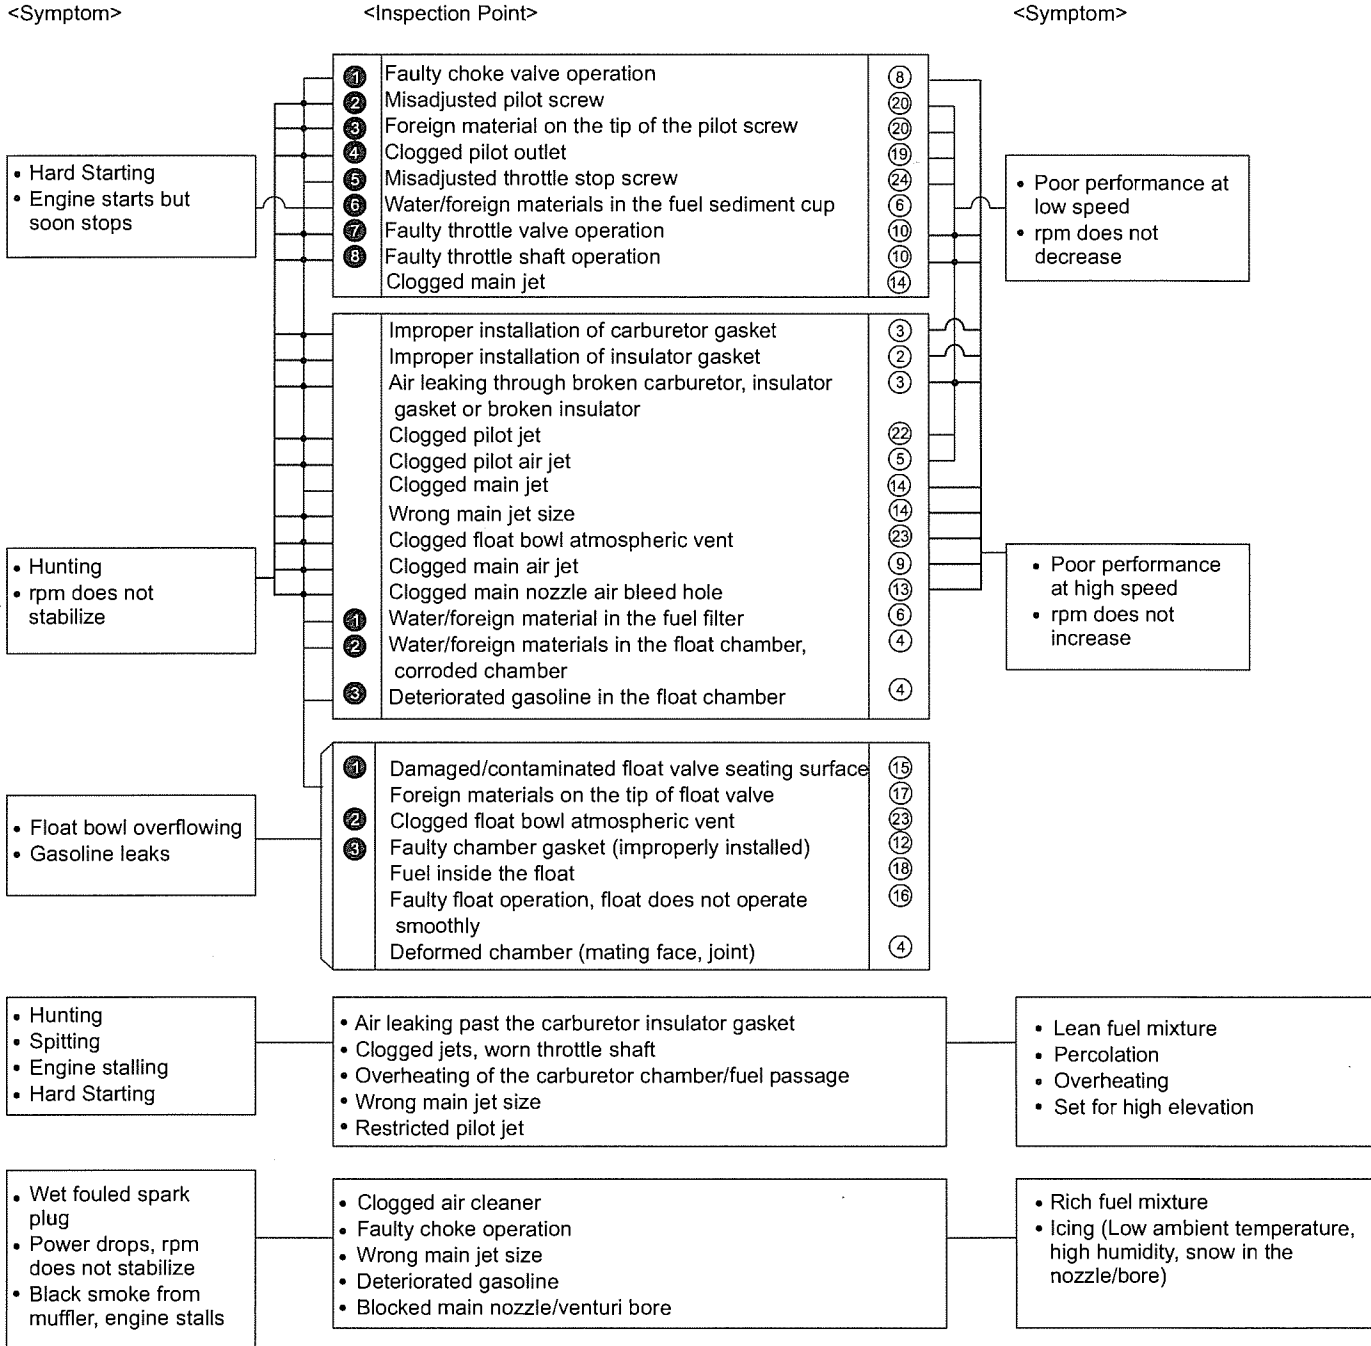 <Symptom> <Inspection Point> <Symptom>
• Hard Starting
• Engine starts but
soon stops
1 Faulty choke valve operation 8
2 Misadjusted pilot screw 20
3 Foreign material on the tip of the pilot screw 20
4 Clogged pilot outlet 19
5 Misadjusted throttle stop screw 24
6 Water/foreign materials in the fuel sediment cup 6
7 Faulty throttle valve operation 10
8 Faulty throttle shaft operation 10
Clogged main jet 14
• Poor performance at
low speed
• rpm does not
decrease
• Hunting
• rpm does not
stabilize
Improper installation of carburetor gasket 3
Improper installation of insulator gasket 2
Air leaking through broken carburetor, insulator 3
gasket or broken insulator
Clogged pilot jet 22
Clogged pilot air jet 5
Clogged main jet 14
Wrong main jet size 14
Clogged float bowl atmospheric vent 23
Clogged main air jet 9
Clogged main nozzle air bleed hole 13
1 Water/foreign material in the fuel filter 6
2 Water/foreign materials in the float chamber, 4
corroded chamber
3 Deteriorated gasoline in the float chamber 4
• Poor performance
at high speed
• rpm does not
increase
• Float bowl overflowing
• Gasoline leaks
1 Damaged/contaminated float valve seating surface 15
Foreign materials on the tip of float valve 17
2 Clogged float bowl atmospheric vent 23
3 Faulty chamber gasket (improperly installed) 12
Fuel inside the float 18
Faulty float operation, float does not operate 16
smoothly
Deformed chamber (mating face, joint) 4
• Hunting
• Spitting
• Engine stalling
• Hard Starting
• Air leaking past the carburetor insulator gasket
• Clogged jets, worn throttle shaft
• Overheating of the carburetor chamber/fuel passage
• Wrong main jet size
• Restricted pilot jet
• Lean fuel mixture
• Percolation
• Overheating
• Set for high elevation
• Wet fouled spark
plug
• Power drops, rpm
does not stabilize
• Black smoke from
muffler, engine stalls
• Clogged air cleaner
• Faulty choke operation
• Wrong main jet size
• Deteriorated gasoline
• Blocked main nozzle/venturi bore
• Rich fuel mixture
• Icing (Low ambient temperature,
high humidity, snow in the
nozzle/bore)